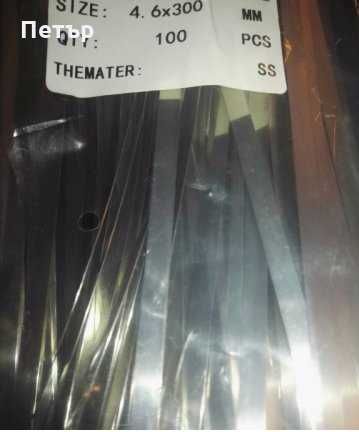 SIZE: 4.6x300 MM
Петър
QTY: 100 PCS
THEMATER: SS